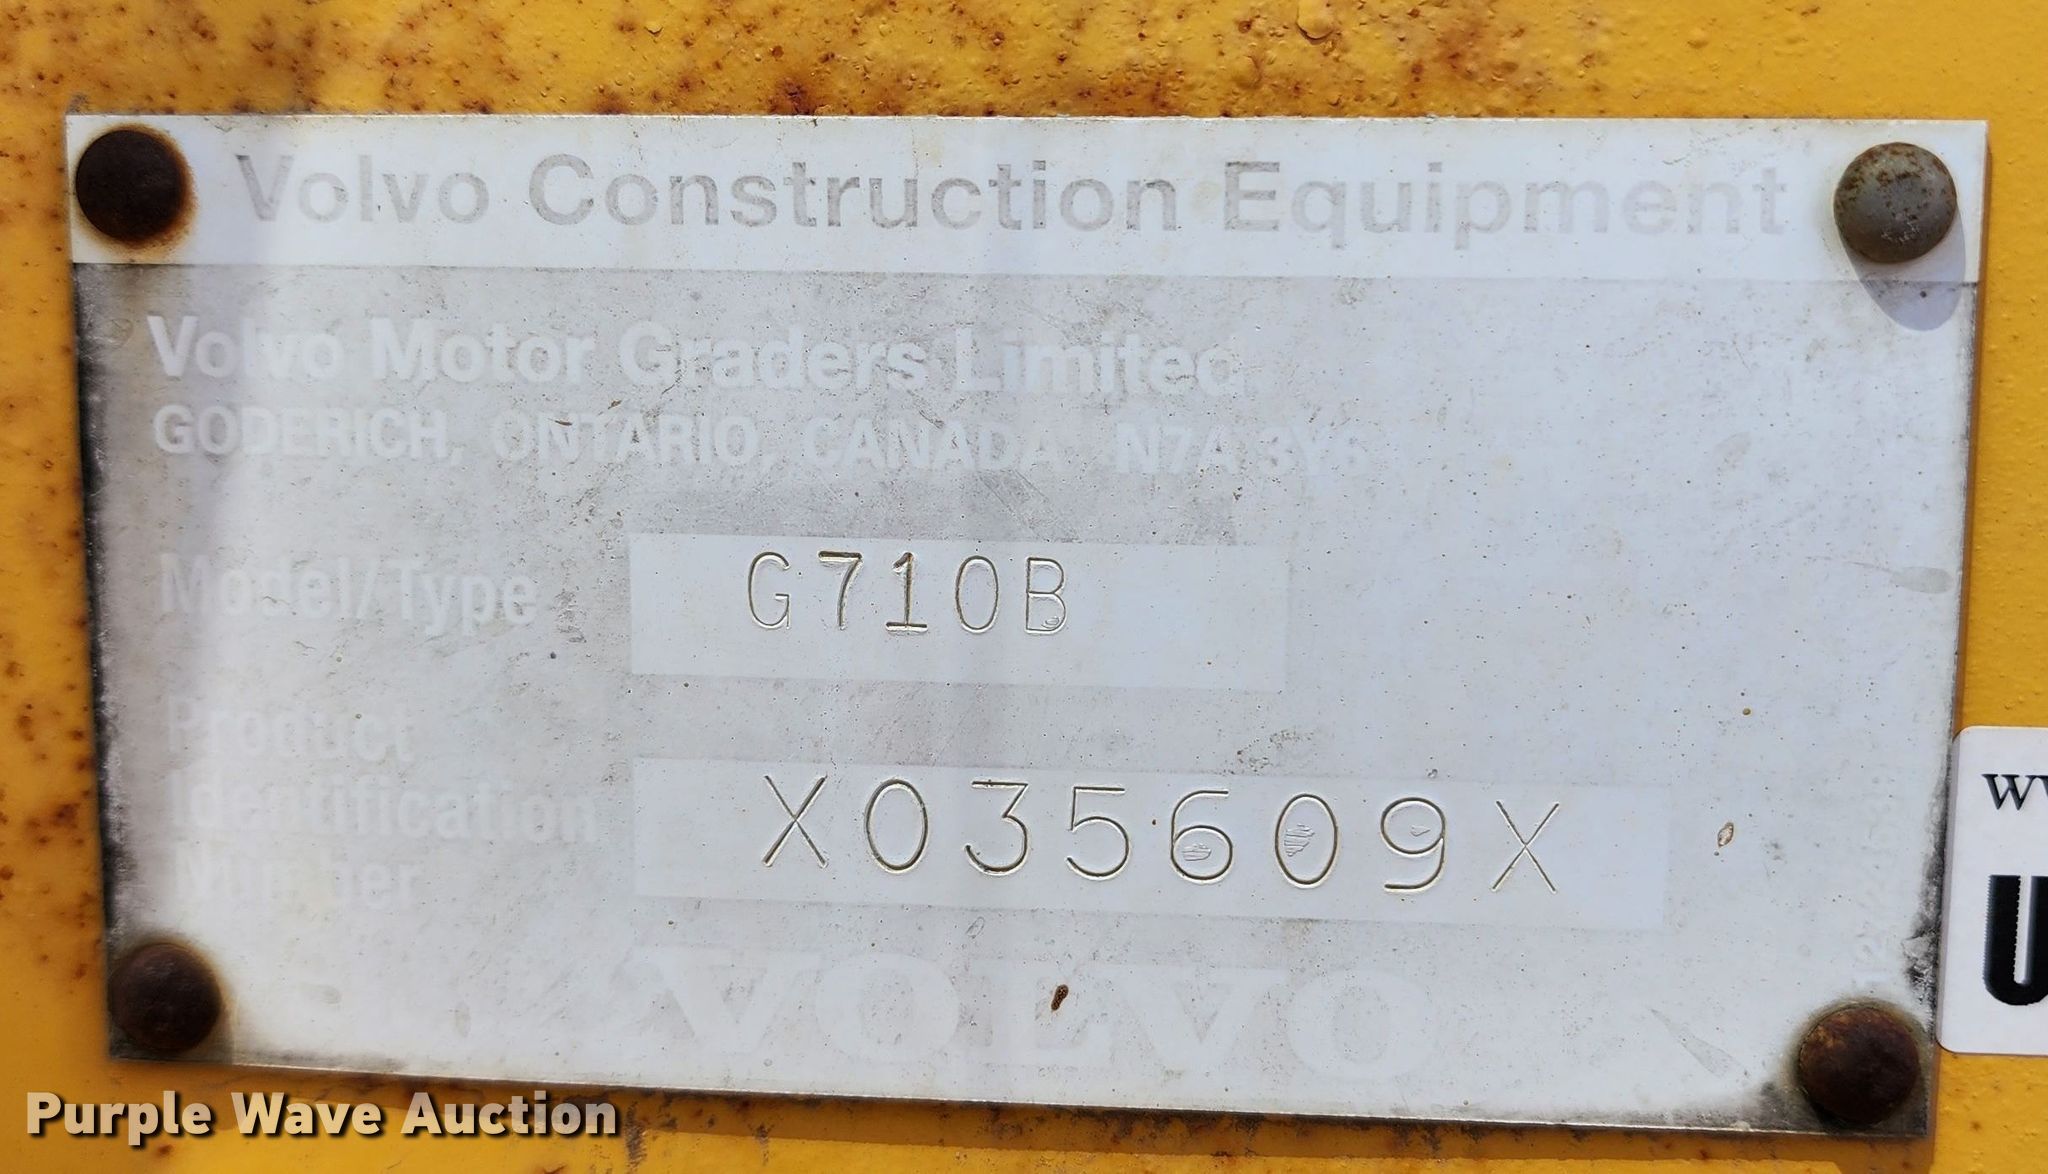 Volvo Construction Equipment
Volvo Motor Graders Limited
GODERICH, ONTARIO, CANADA N7A 3Y6
Model/Type G710B
Product
Identification X035609X
Number
VOLVO
U
Purple Wave Auction